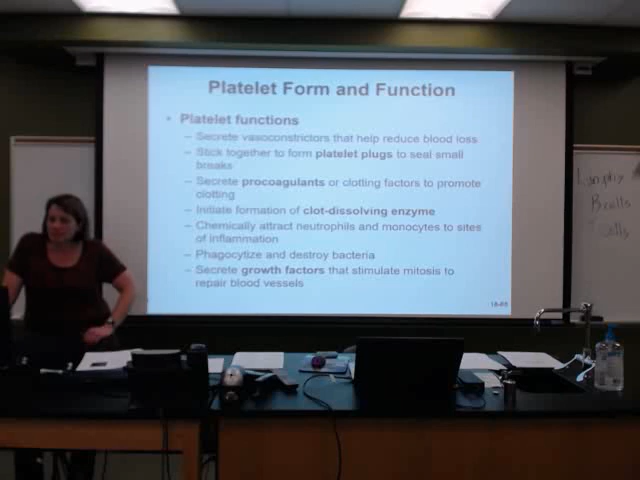 Platelet Form and Function
• Platelet functions
– Secrete vasoconstrictors that help reduce blood loss
– Stick together to form platelet plugs to seal small
breaks
– Secrete procoagulants or clotting factors to promote
clotting
– Initiate formation of clot-dissolving enzyme
– Chemically attract neutrophils and monocytes to sites
of inflammation
– Phagocytize and destroy bacteria
– Secrete growth factors that stimulate mitosis to
repair blood vessels
B cells
cells